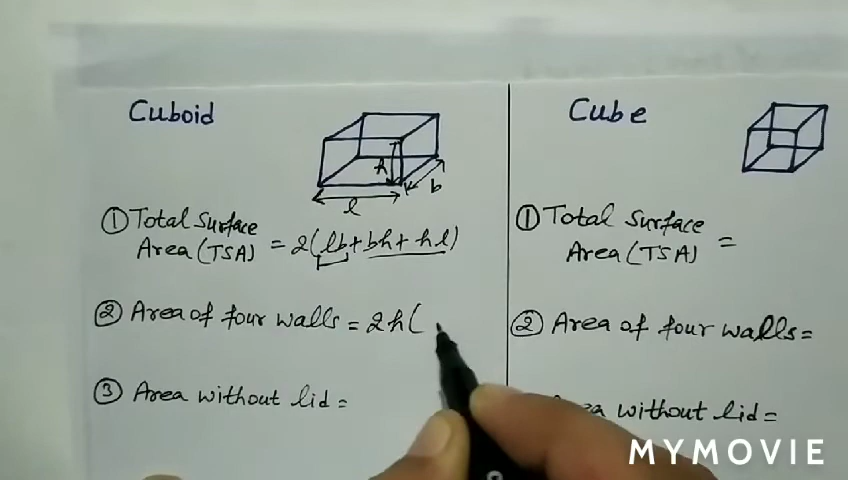 Cuboid
h
b
l
① Total Surface
Area (TSA) = 2(lb + bh + hl)
② Area of four walls = 2h(
③ Area without lid =
Cube
① Total Surface
Area (TSA) =
② Area of four walls =
Area without lid =
MYMOVIE